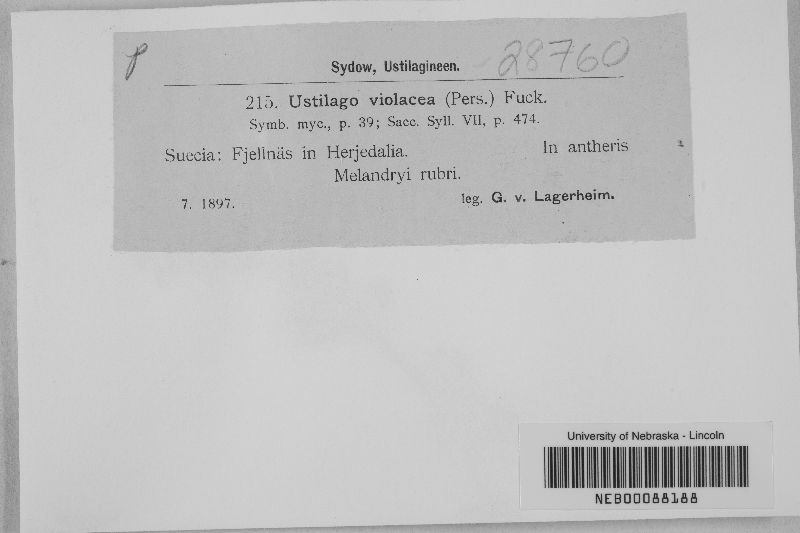 p
Sydow, Ustilagineen. 28760
215. Ustilago violacea (Pers.) Fuck.
Symb. myc., p. 39; Sacc. Syll. VII, p. 474.
Suecia: Fjellnäs in Herjedalia. In antheris
Melandryi rubri.
7. 1897. leg. G. v. Lagerheim.
University of Nebraska - Lincoln
NEB00088188